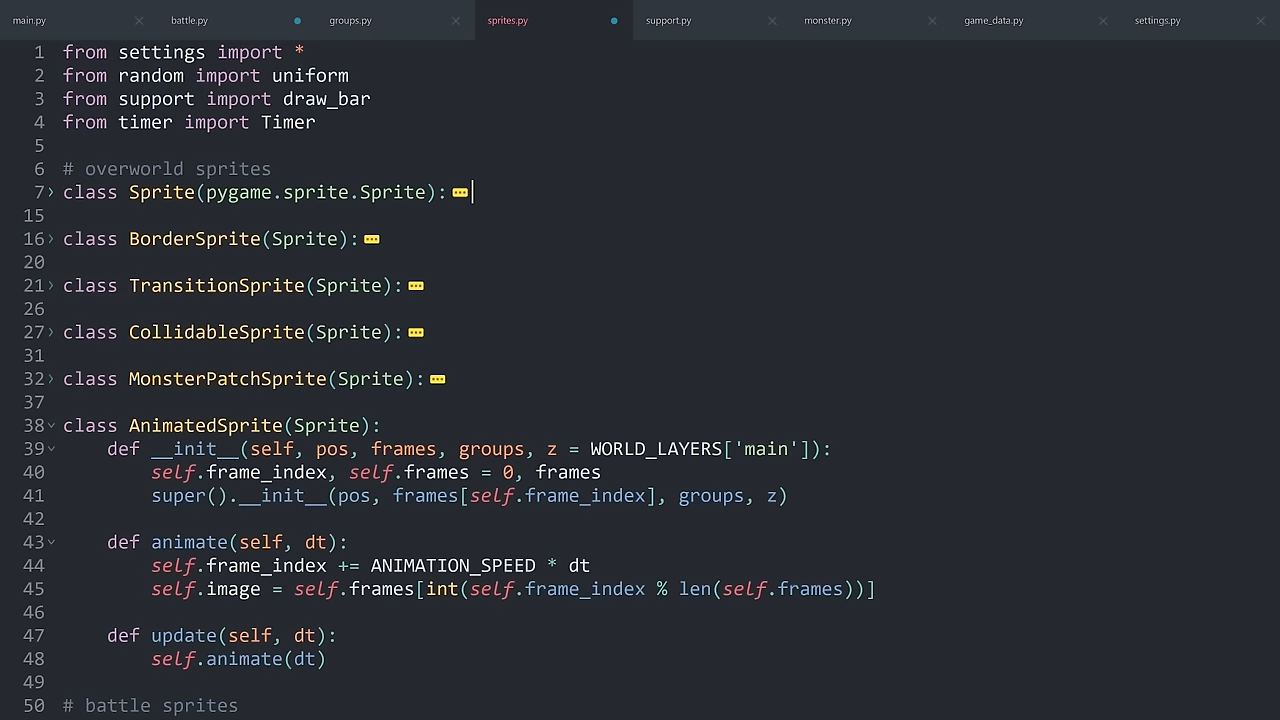 main.py battle.py groups.py sprites.py support.py monster.py game_data.py settings.py
1 from settings import *
2 from random import uniform
3 from support import draw_bar
4 from timer import Timer
5
6 # overworld sprites
7 class Sprite(pygame.sprite.Sprite):
15
16 class BorderSprite(Sprite):
20
21 class TransitionSprite(Sprite):
26
27 class CollidableSprite(Sprite):
31
32 class MonsterPatchSprite(Sprite):
37
38 class AnimatedSprite(Sprite):
39     def __init__(self, pos, frames, groups, z = WORLD_LAYERS['main']):
40         self.frame_index, self.frames = 0, frames
41         super().__init__(pos, frames[self.frame_index], groups, z)
42
43     def animate(self, dt):
44         self.frame_index += ANIMATION_SPEED * dt
45         self.image = self.frames[int(self.frame_index % len(self.frames))]
46
47     def update(self, dt):
48         self.animate(dt)
49
50 # battle sprites